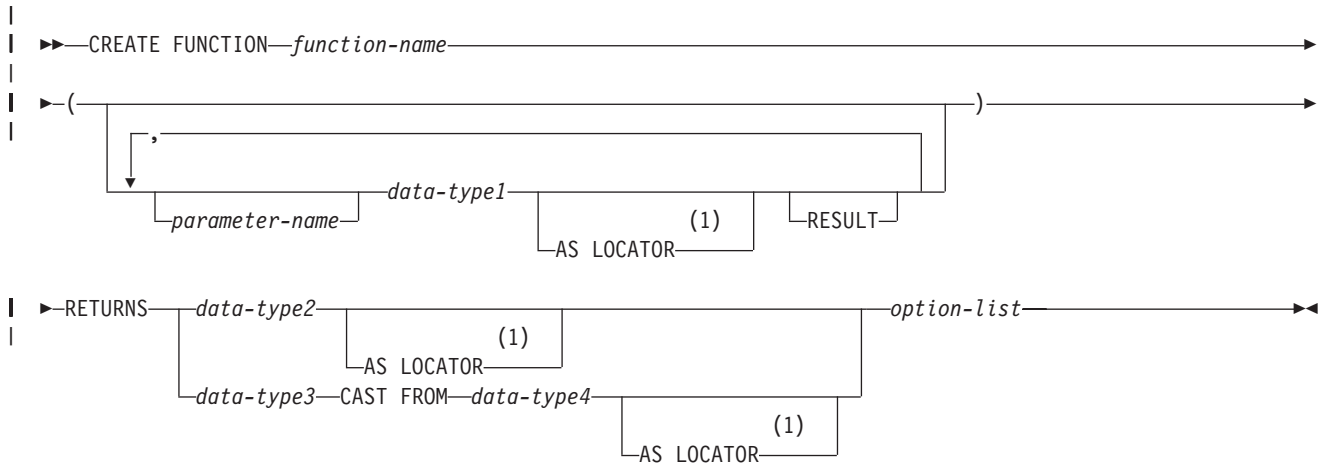 CREATE FUNCTION function-name
( )
,
data-type1
parameter-name (1) RESULT
AS LOCATOR
RETURNS data-type2 option-list
(1)
AS LOCATOR
data-type3 CAST FROM data-type4
(1)
AS LOCATOR